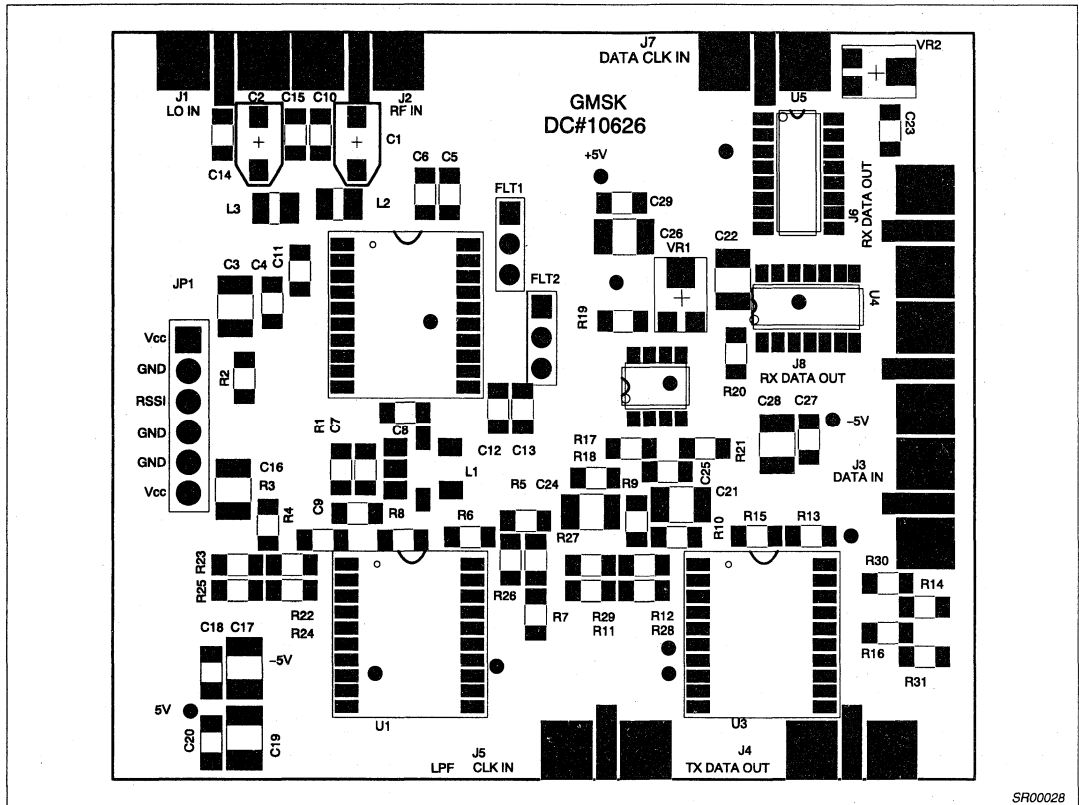 J7
DATA CLK IN
VR2
J1
LO IN
C2
C15
C10
J2
RF IN
C1
GMSK
DC#10626
U5
C23
C14
C6
C5
+5V
FLT1
C29
L3
L2
J6
RX DATA OUT
C26
VR1
C22
C11
C3
C4
JP1
FLT2
U4
R19
Vcc
GND
RSSI
GND
GND
Vcc
R2
R20
J8
RX DATA OUT
R1
C7
C8
C12
C13
R17
R18
R21
C28
C27
-5V
C16
R3
L1
R5
C24
R9
C25
C21
J3
DATA IN
R4
C9
R8
R6
R27
R10
R15
R13
R23
R25
R22
R24
R26
R7
R29
R11
R12
R28
R30
R14
R16
R31
C18
C17
-5V
5V
C20
C19
U1
U3
J5
LPF CLK IN
J4
TX DATA OUT
SR00028